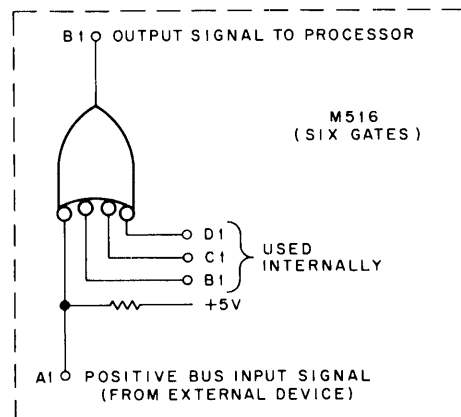 B1 OUTPUT SIGNAL TO PROCESSOR
M516
(SIX GATES)
D1
C1
B1
USED
INTERNALLY
+5V
A1 POSITIVE BUS INPUT SIGNAL
(FROM EXTERNAL DEVICE)